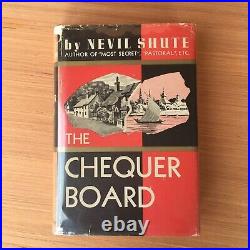 by NEVIL SHUTE
AUTHOR OF "MOST SECRET", "PASTORAL", ETC.
THE
CHEQUER
BOARD